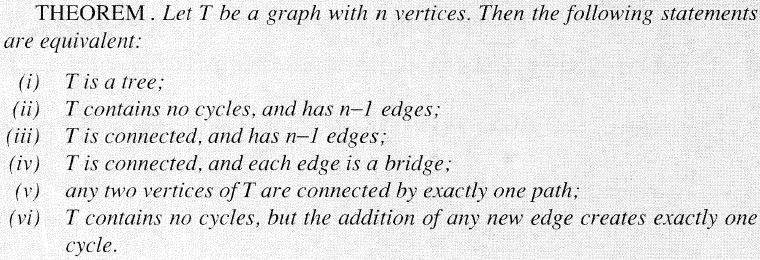 THEOREM. Let T be a graph with n vertices. Then the following statements
are equivalent:
(i) T is a tree;
(ii) T contains no cycles, and has n–1 edges;
(iii) T is connected, and has n–1 edges;
(iv) T is connected, and each edge is a bridge;
(v) any two vertices of T are connected by exactly one path;
(vi) T contains no cycles, but the addition of any new edge creates exactly one
cycle.